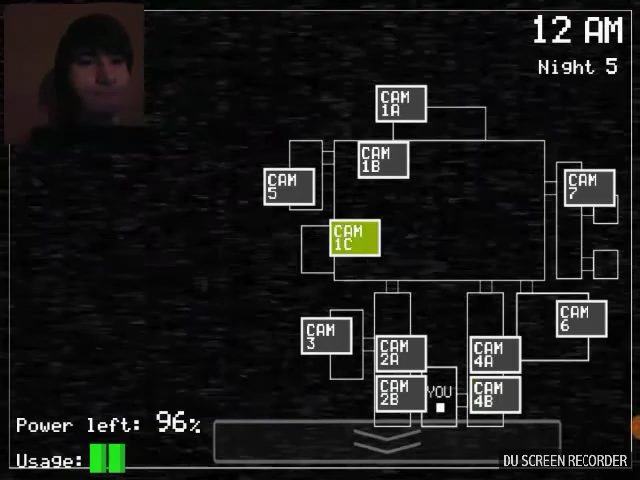 12 AM
Night 5
CAM
1A
CAM
1B
CAM
5
CAM
7
CAM
1C
CAM
3
CAM
6
CAM
2A
CAM
4A
CAM
2B
YOU
CAM
4B
Power left: 96%
Usage:
DU SCREEN RECORDER